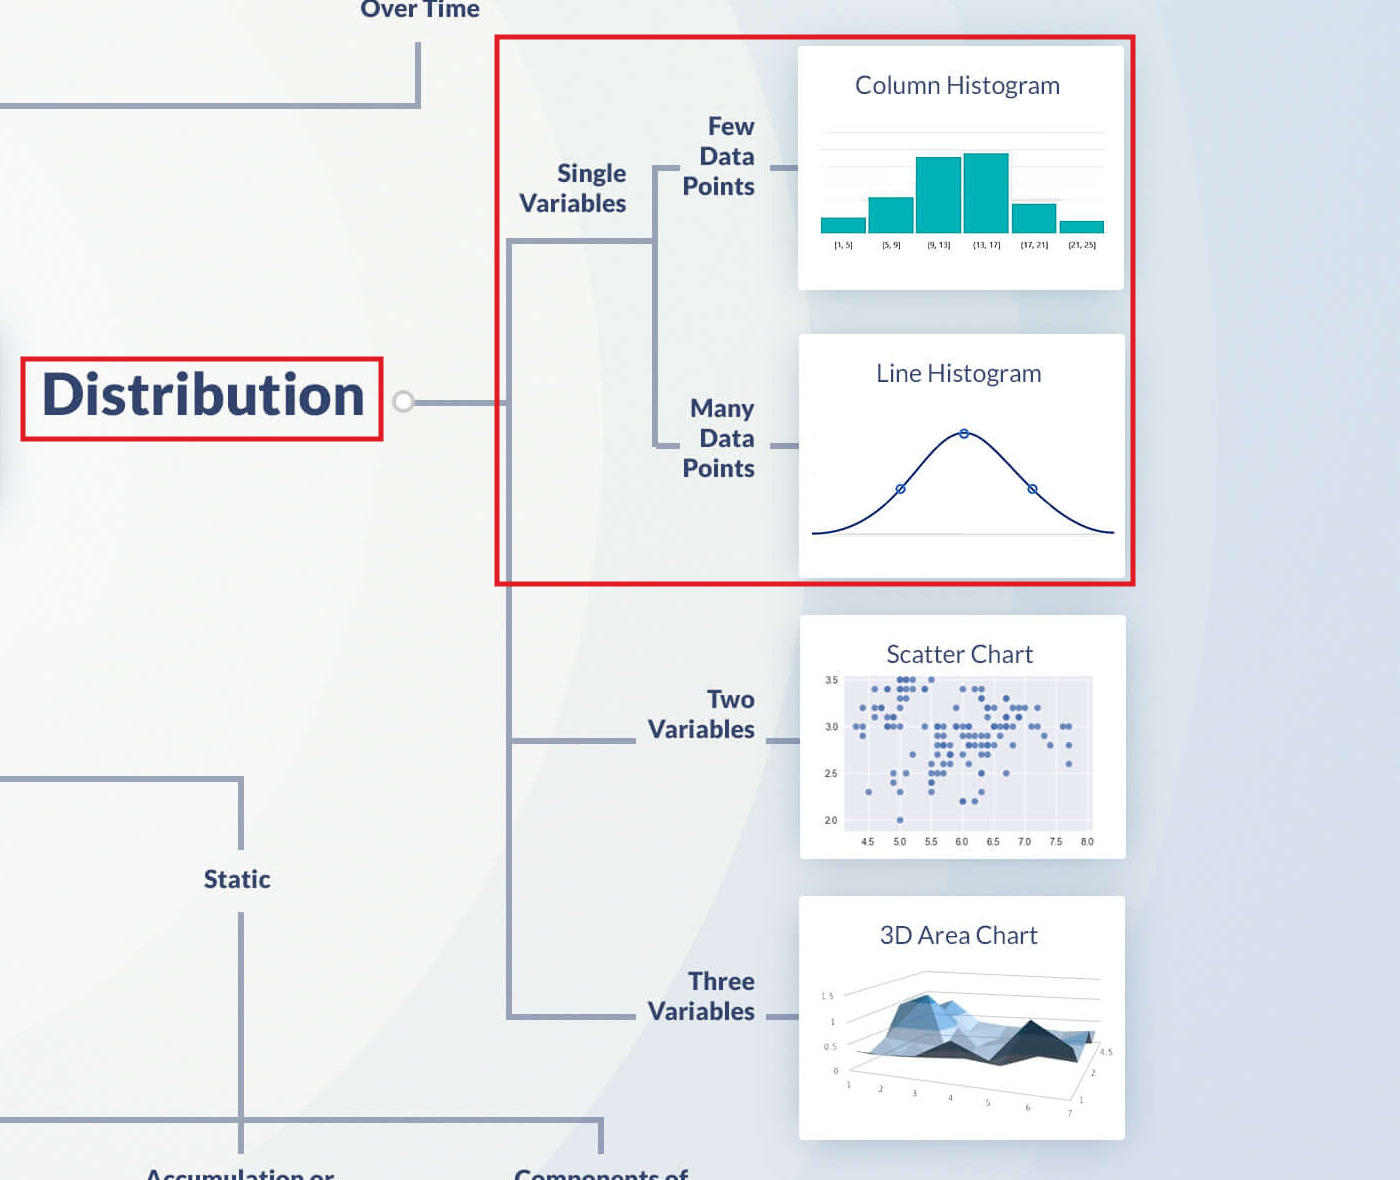 Over Time
Column Histogram
Few
Data
Points
Single
Variables
[1, 5]
(5, 9]
(9, 13]
(13, 17]
(17, 21]
(21, 25]
Distribution
Line Histogram
Many
Data
Points
Scatter Chart
3.5
3.0
2.5
2.0
4.5 5.0 5.5 6.0 6.5 7.0 7.5 8.0
Two
Variables
Static
3D Area Chart
Three
Variables
1.5
1
0.5
0
1 2 3 4 5 6 7
4.5
2
1
Accumulation or
Components of